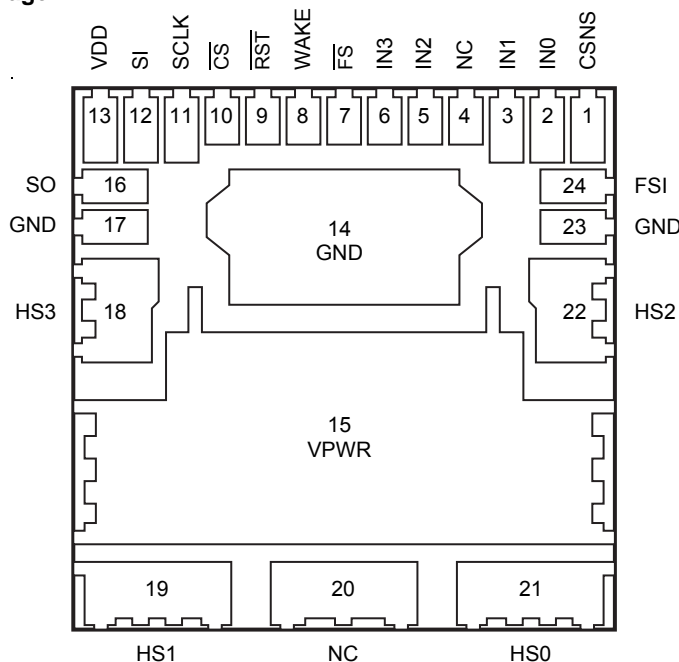 VDD SI SCLK CS RST WAKE FS IN3 IN2 NC IN1 IN0 CSNS
13 12 11 10 9 8 7 6 5 4 3 2 1
SO 16 24 FSI
GND 17 23 GND
14
GND
HS3 18 22 HS2
15
VPWR
19 20 21
HS1 NC HS0